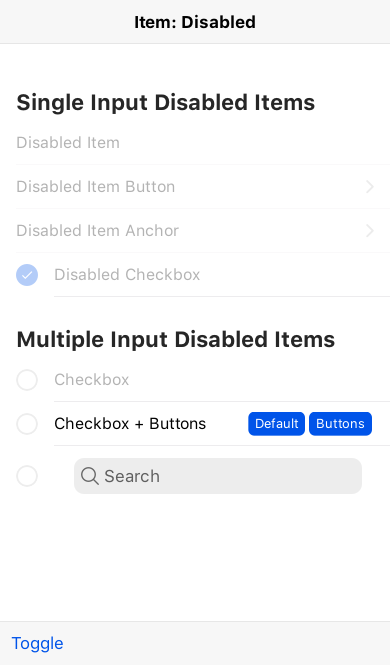 Item: Disabled
Single Input Disabled Items
Disabled Item
Disabled Item Button
Disabled Item Anchor
Disabled Checkbox
Multiple Input Disabled Items
Checkbox
Checkbox + Buttons Default Buttons
Search
Toggle